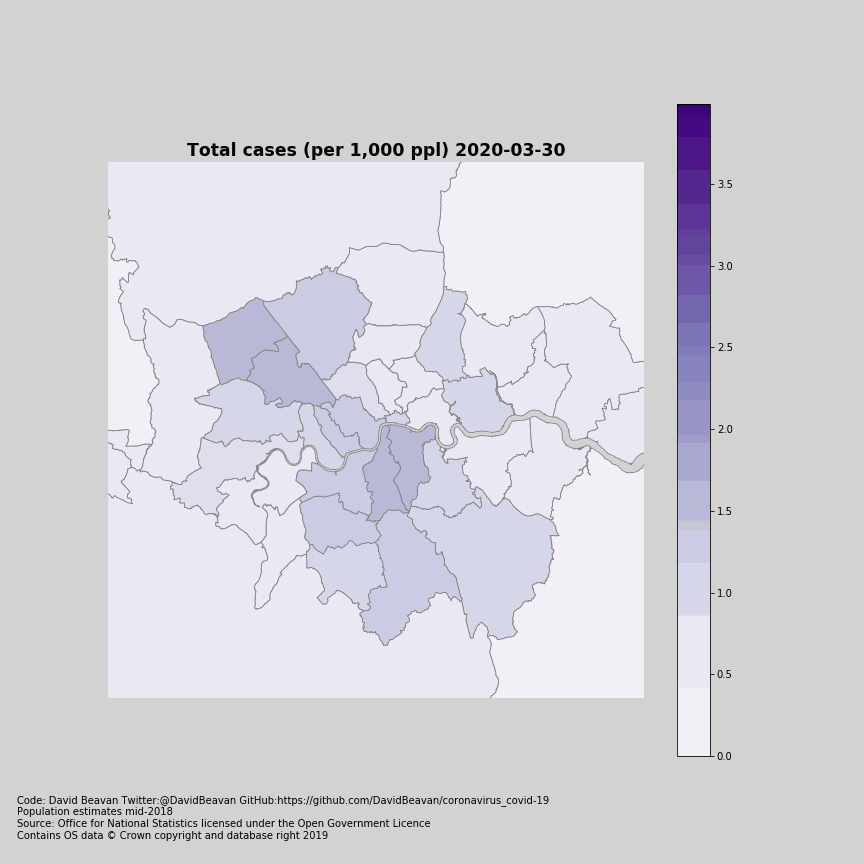 Total cases (per 1,000 ppl) 2020-03-30
3.5
3.0
2.5
2.0
1.5
1.0
0.5
0.0
Code: David Beavan Twitter:@DavidBeavan GitHub:https://github.com/DavidBeavan/coronavirus_covid-19
Population estimates mid-2018
Source: Office for National Statistics licensed under the Open Government Licence
Contains OS data © Crown copyright and database right 2019